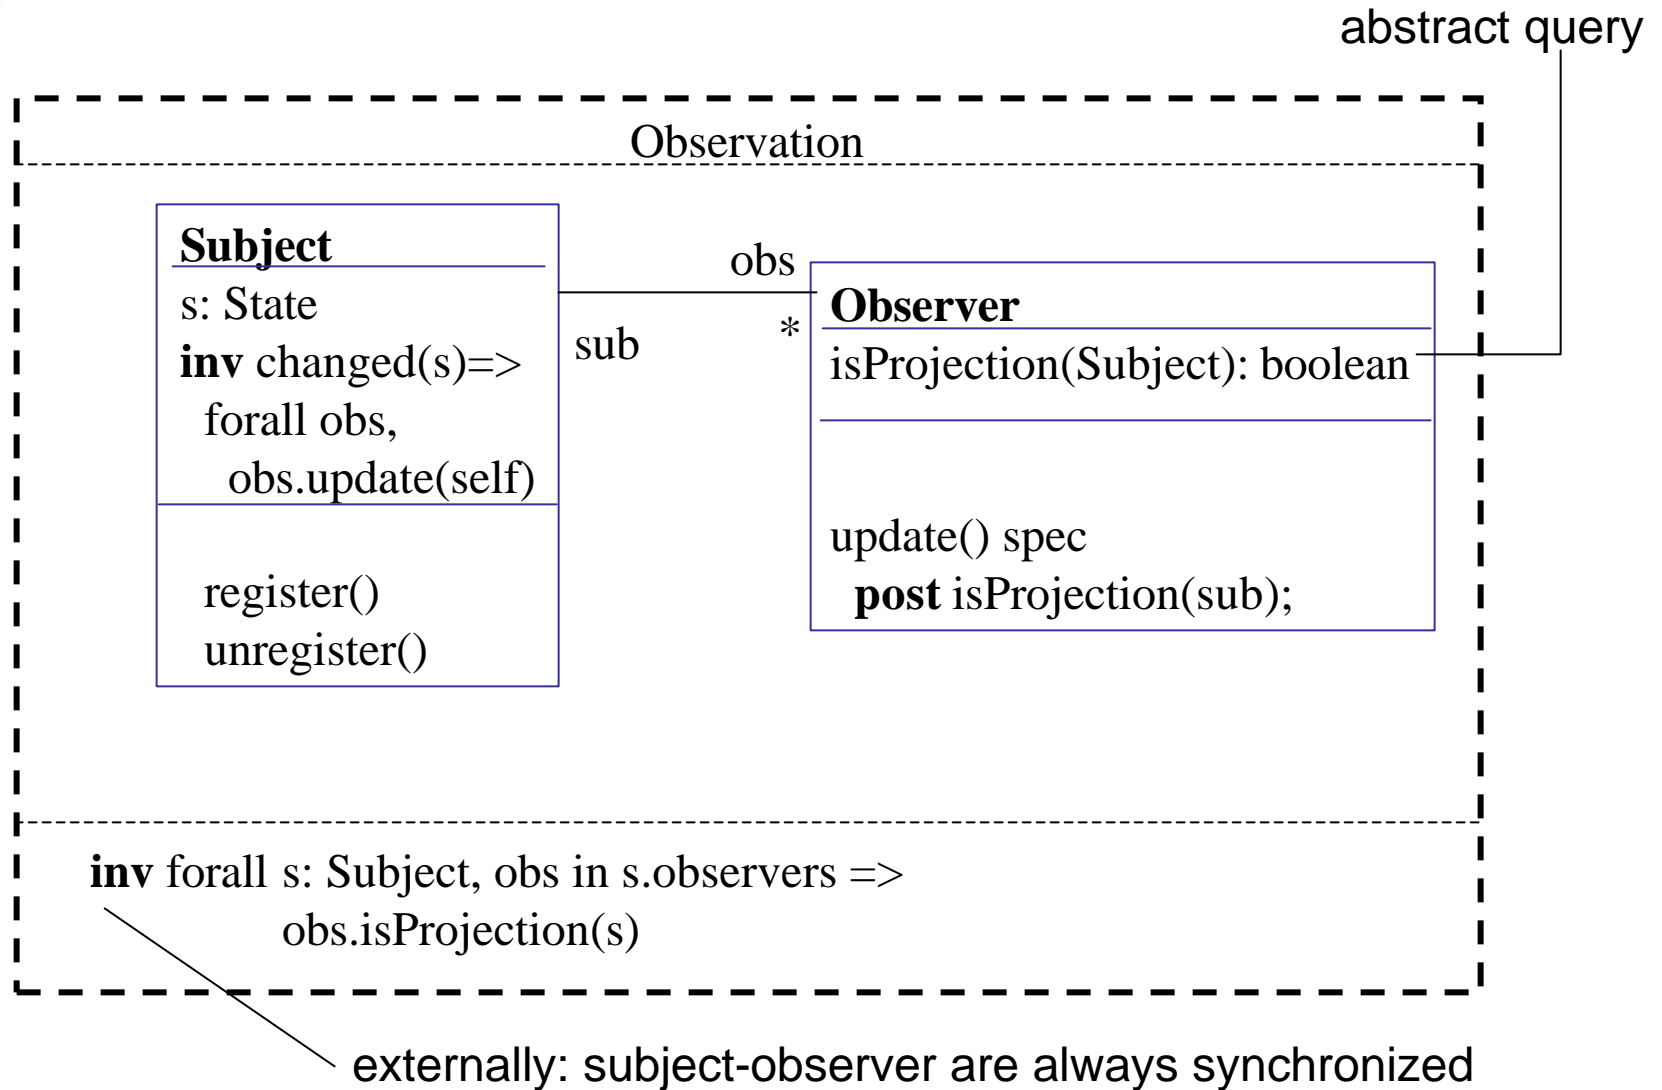 abstract query
Observation
Subject
s: State
inv changed(s)=>
forall obs,
obs.update(self)
register()
unregister()
obs
sub
*
Observer
isProjection(Subject): boolean
update() spec
post isProjection(sub);
inv forall s: Subject, obs in s.observers =>
obs.isProjection(s)
externally: subject-observer are always synchronized